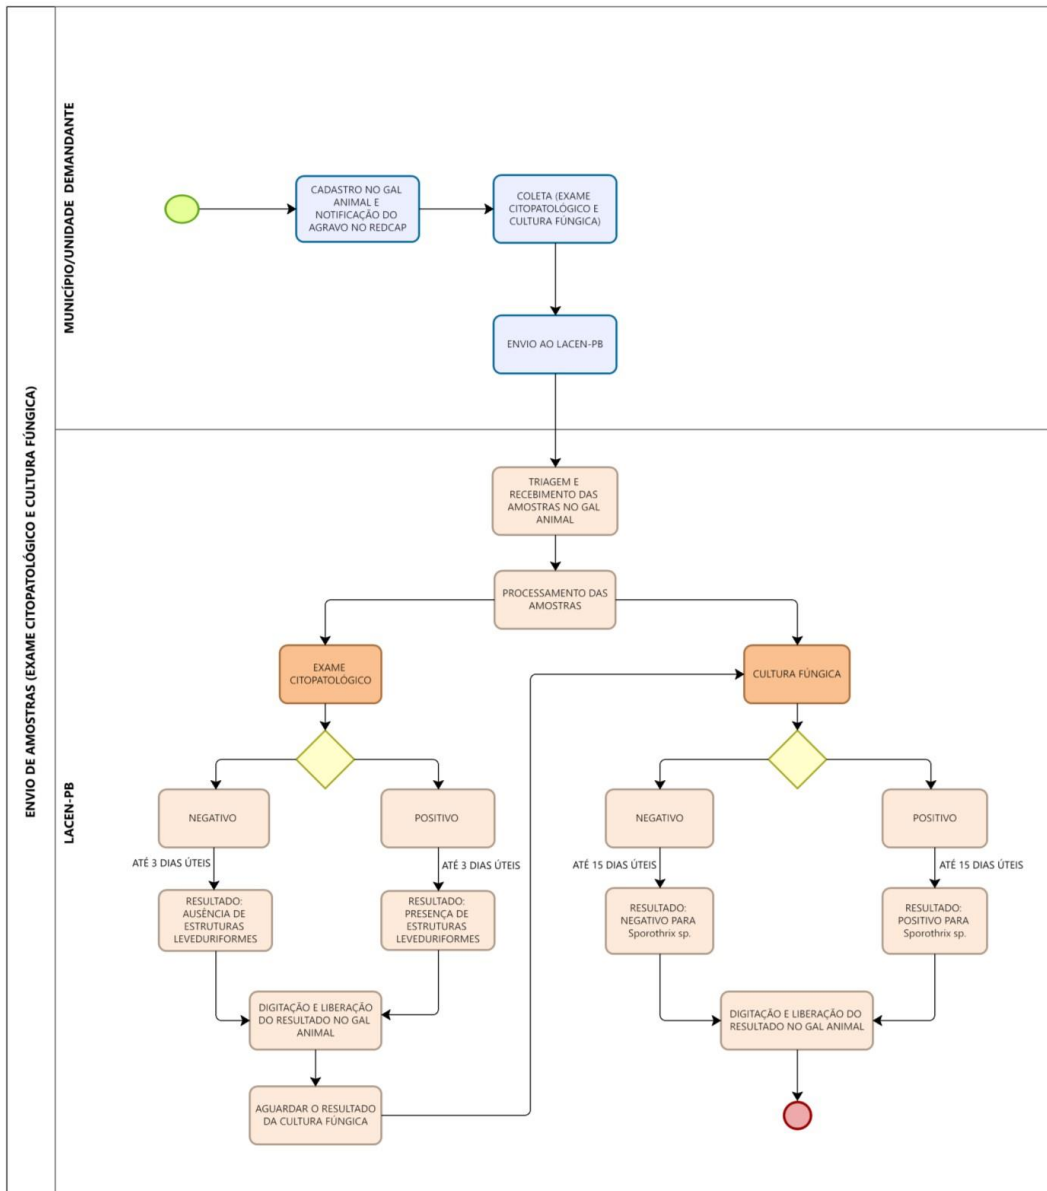 ENVIO DE AMOSTRAS (EXAME CITOPATOLÓGICO E CULTURA FÚNGICA)
MUNICÍPIO/UNIDADE DEMANDANTE
CADASTRO NO GAL
ANIMAL E
NOTIFICAÇÃO DO
AGRAVO NO REDCAP
COLETA (EXAME
CITOPATOLÓGICO E
CULTURA FÚNGICA)
ENVIO AO LACEN-PB
LACEN-PB
TRIAGEM E
RECEBIMENTO DAS
AMOSTRAS NO GAL
ANIMAL
PROCESSAMENTO DAS
AMOSTRAS
EXAME
CITOPATOLÓGICO
CULTURA FÚNGICA
NEGATIVO
POSITIVO
NEGATIVO
POSITIVO
ATÉ 3 DIAS ÚTEIS
ATÉ 3 DIAS ÚTEIS
ATÉ 15 DIAS ÚTEIS
ATÉ 15 DIAS ÚTEIS
RESULTADO:
AUSÊNCIA DE
ESTRUTURAS
LEVEDURIFORMES
RESULTADO:
PRESENÇA DE
ESTRUTURAS
LEVEDURIFORMES
RESULTADO:
NEGATIVO PARA
Sporothrix sp.
RESULTADO:
POSITIVO PARA
Sporothrix sp.
DIGITAÇÃO E LIBERAÇÃO
DO RESULTADO NO GAL
ANIMAL
DIGITAÇÃO E LIBERAÇÃO DO
RESULTADO NO GAL ANIMAL
AGUARDAR O RESULTADO
DA CULTURA FÚNGICA